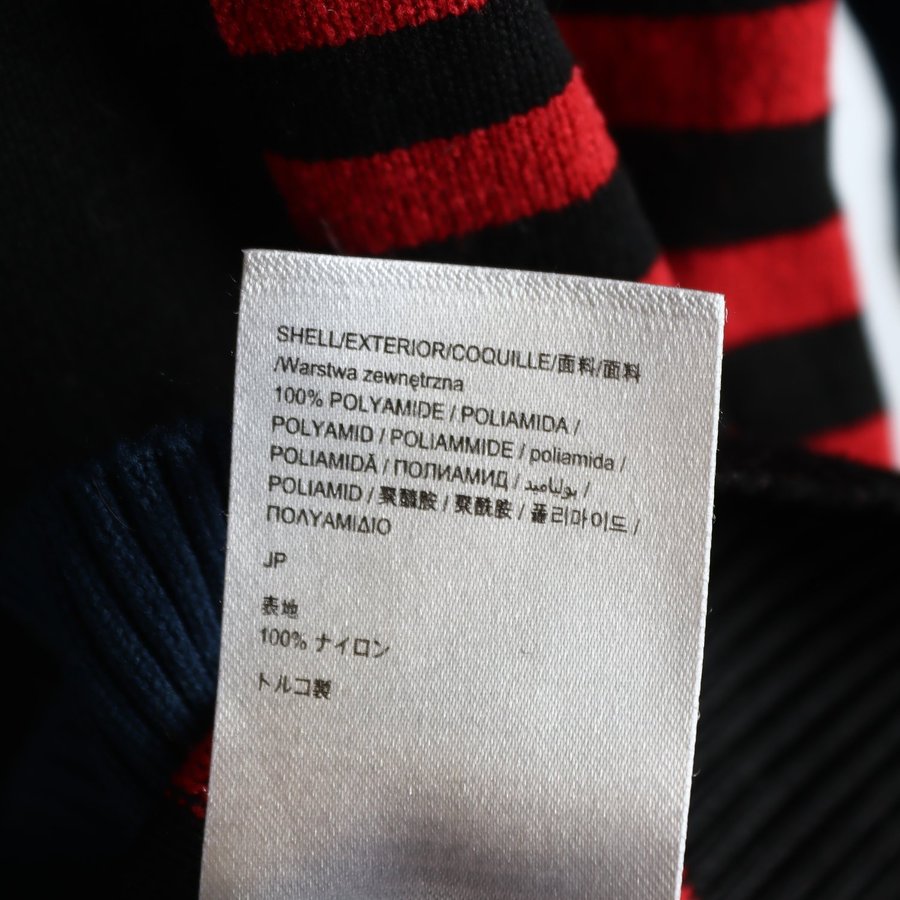 SHELL/EXTERIOR/COQUILLE/面料/面料
/Warstwa zewnętrzna
100% POLYAMIDE / POLIAMIDA /
POLYAMID / POLIAMMIDE / poliamida /
POLIAMIDĂ / ПОЛИАМИД / بولياميد /
POLIAMID / 聚醯胺 / 聚酰胺 / 폴리마이드 /
ΠΟΛΥΑΜΙΔΙΟ
JP
表地
100% ナイロン
トルコ製